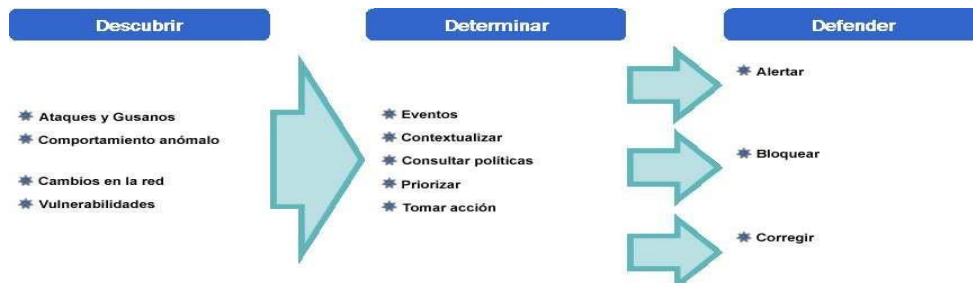 Descubrir
Ataques y Gusanos
Comportamiento anómalo
Cambios en la red
Vulnerabilidades
Determinar
Eventos
Contextualizar
Consultar políticas
Priorizar
Tomar acción
Defender
Alertar
Bloquear
Corregir